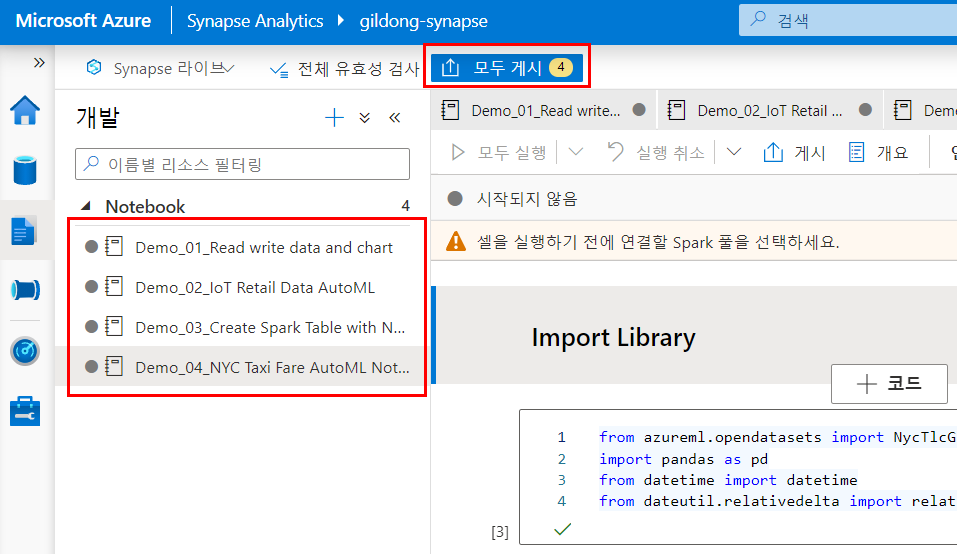 Microsoft Azure Synapse Analytics gildong-synapse 검색
Synapse 라이브 전체 유효성 검사 모두 게시 4
개발
이름별 리소스 필터링
Notebook 4
Demo_01_Read write data and chart
Demo_02_IoT Retail Data AutoML
Demo_03_Create Spark Table with N...
Demo_04_NYC Taxi Fare AutoML Not...
Demo_01_Read write... Demo_02_IoT Retail ...
모두 실행 실행 취소 게시 개요
시작되지 않음
셀을 실행하기 전에 연결할 Spark 풀을 선택하세요.
Import Library
코드
1 from azureml.opendatasets import NycTlcG
2 import pandas as pd
3 from datetime import datetime
4 from dateutil.relativedelta import relat
[3]